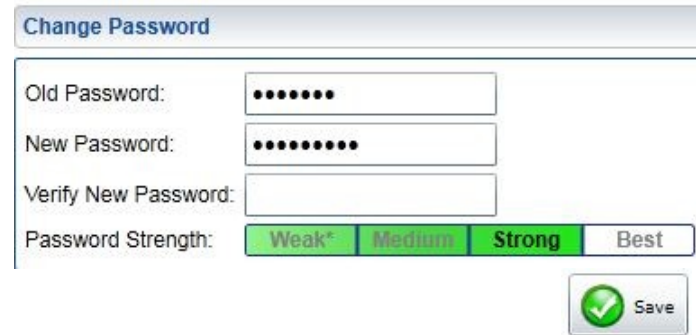 Change Password
Old Password: •••••••
New Password: •••••••••
Verify New Password:
Password Strength: Weak* Medium Strong Best
Save